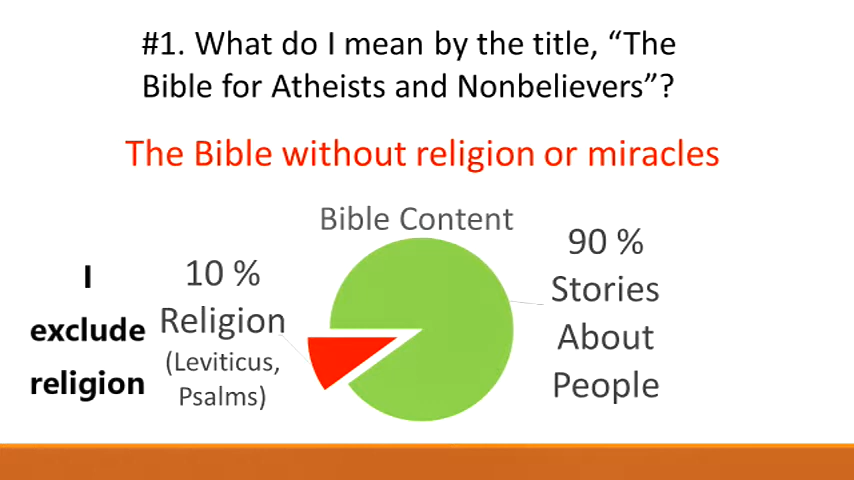 #1. What do I mean by the title, “The
Bible for Atheists and Nonbelievers”?
The Bible without religion or miracles
Bible Content
I
exclude
religion
10 %
Religion
(Leviticus,
Psalms)
90 %
Stories
About
People